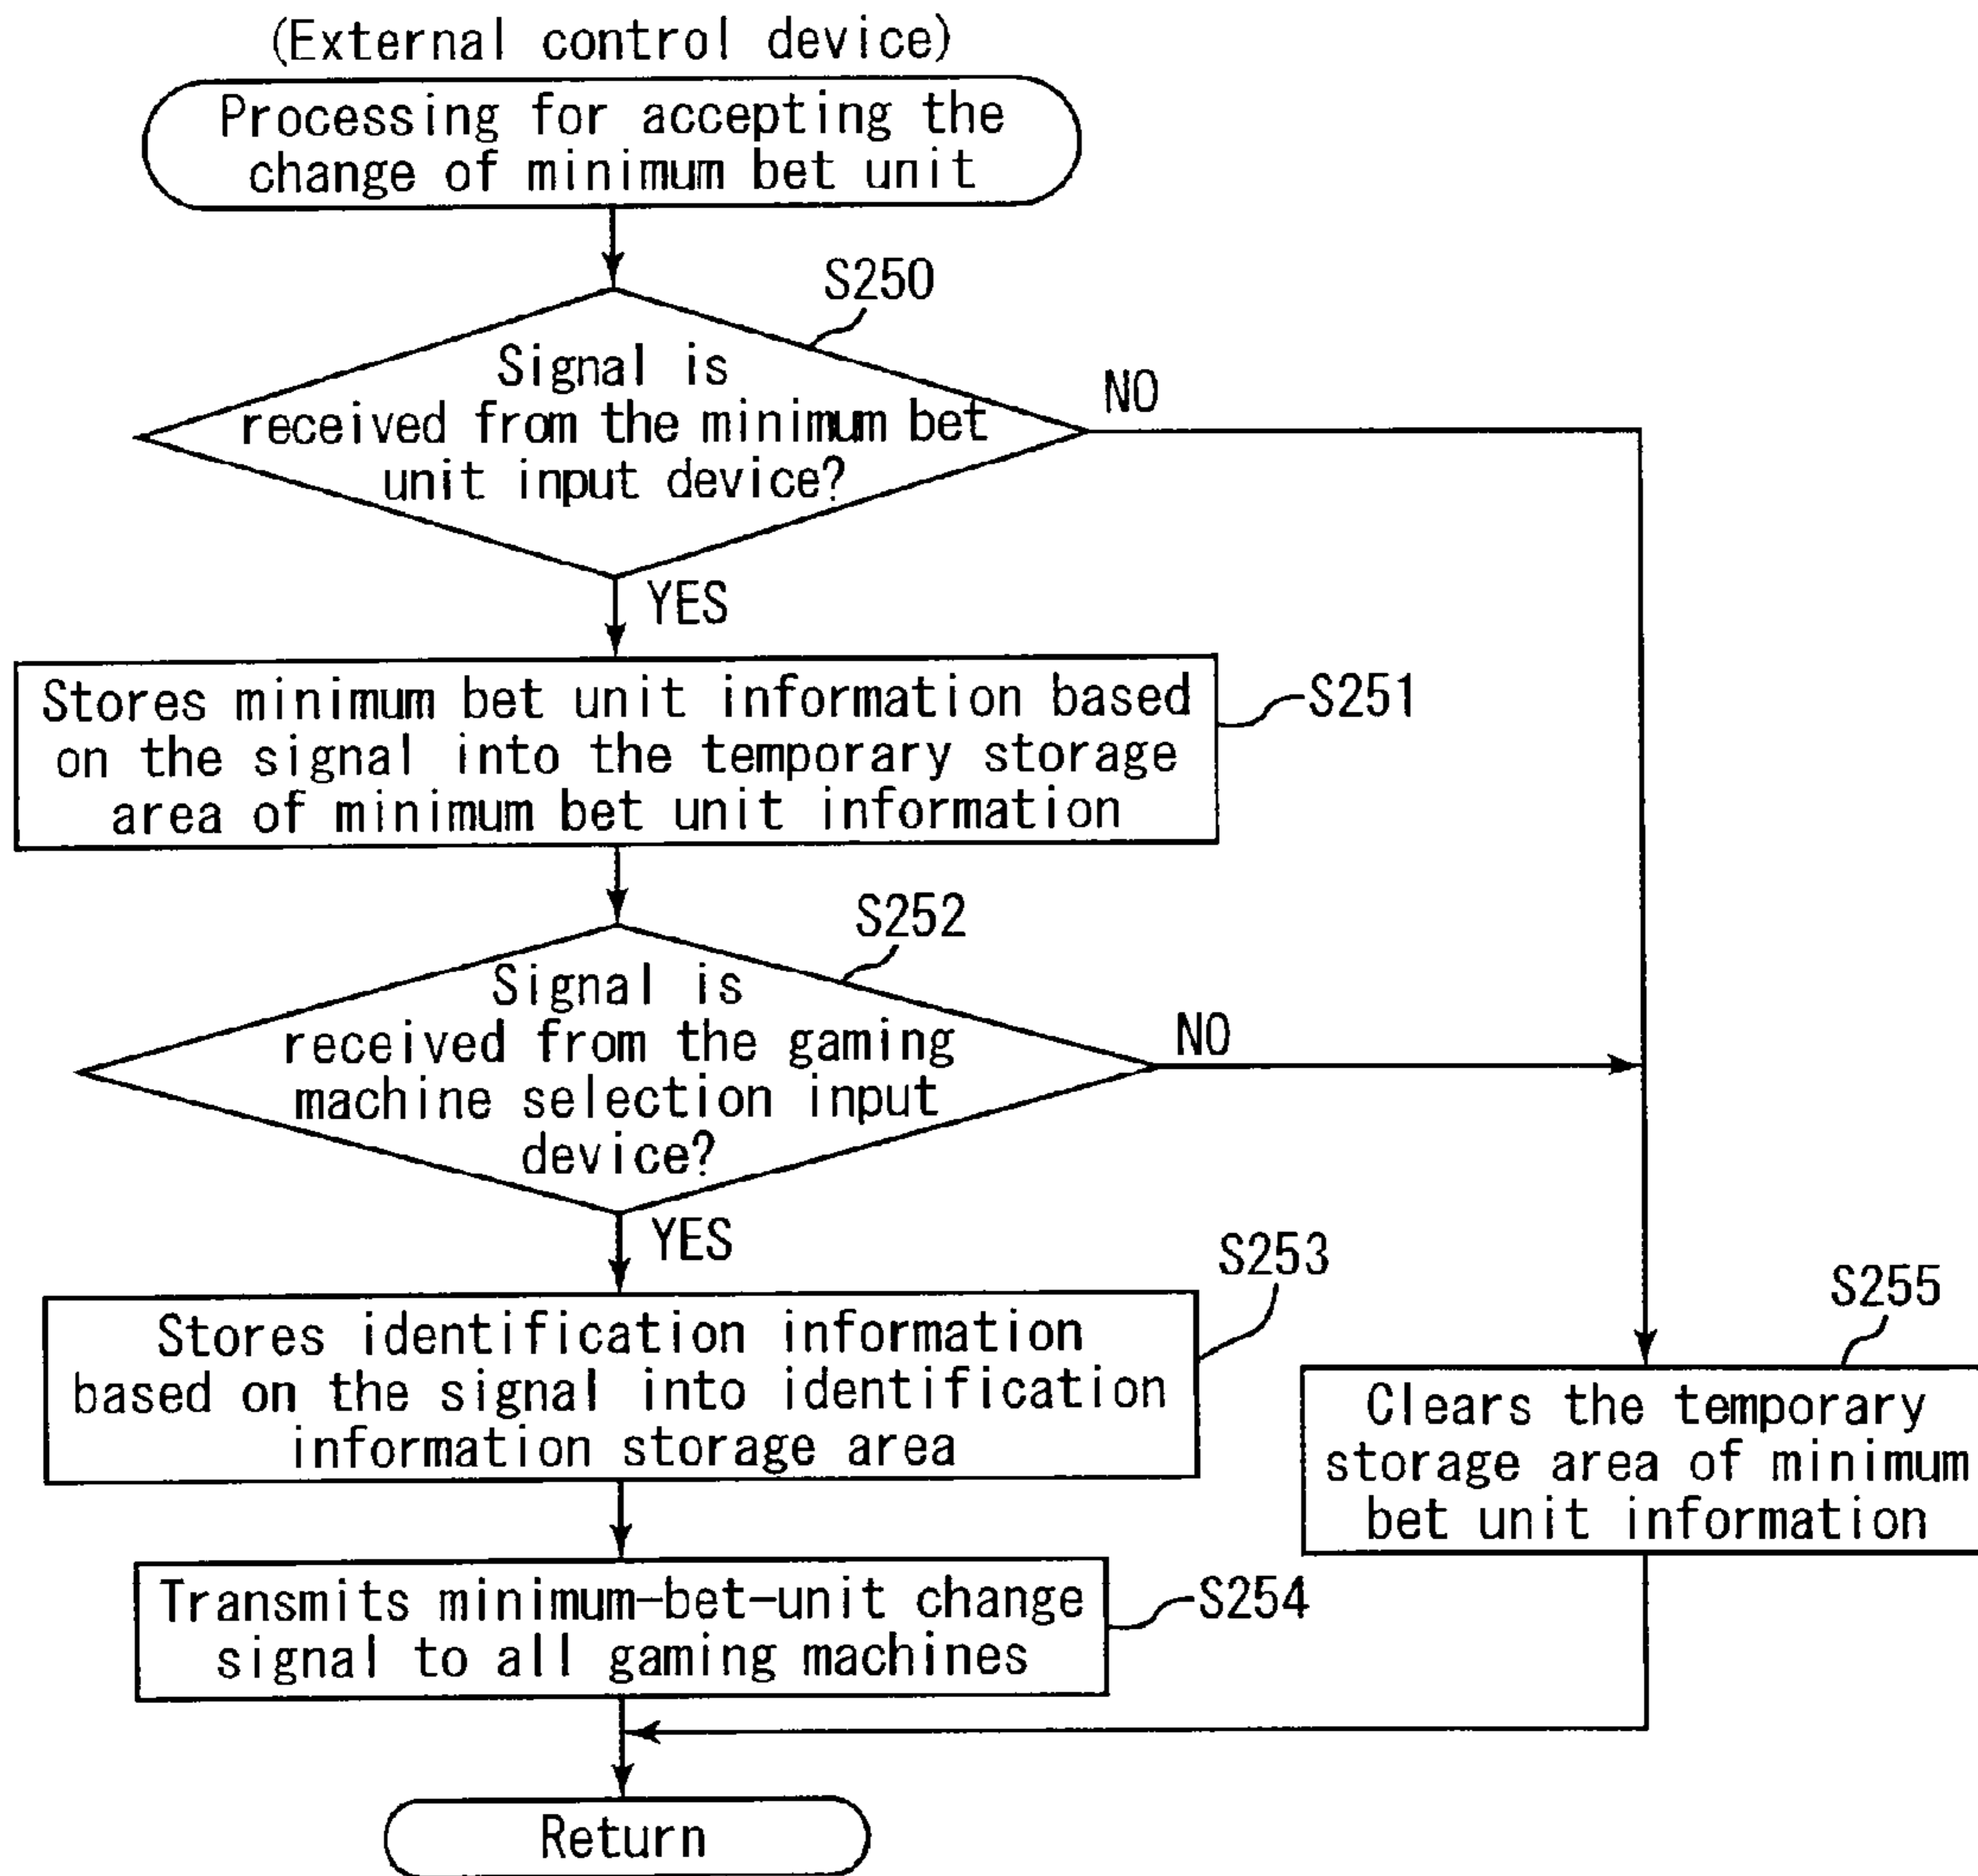 (External control device)
Processing for accepting the
change of minimum bet unit
S250
Signal is
received from the minimum bet
unit input device?
NO
YES
Stores minimum bet unit information based
on the signal into the temporary storage
area of minimum bet unit information
S251
S252
Signal is
received from the gaming
machine selection input
device?
NO
YES
S253
Stores identification information
based on the signal into identification
information storage area
S255
Clears the temporary
storage area of minimum
bet unit information
Transmits minimum-bet-unit change
signal to all gaming machines
S254
Return